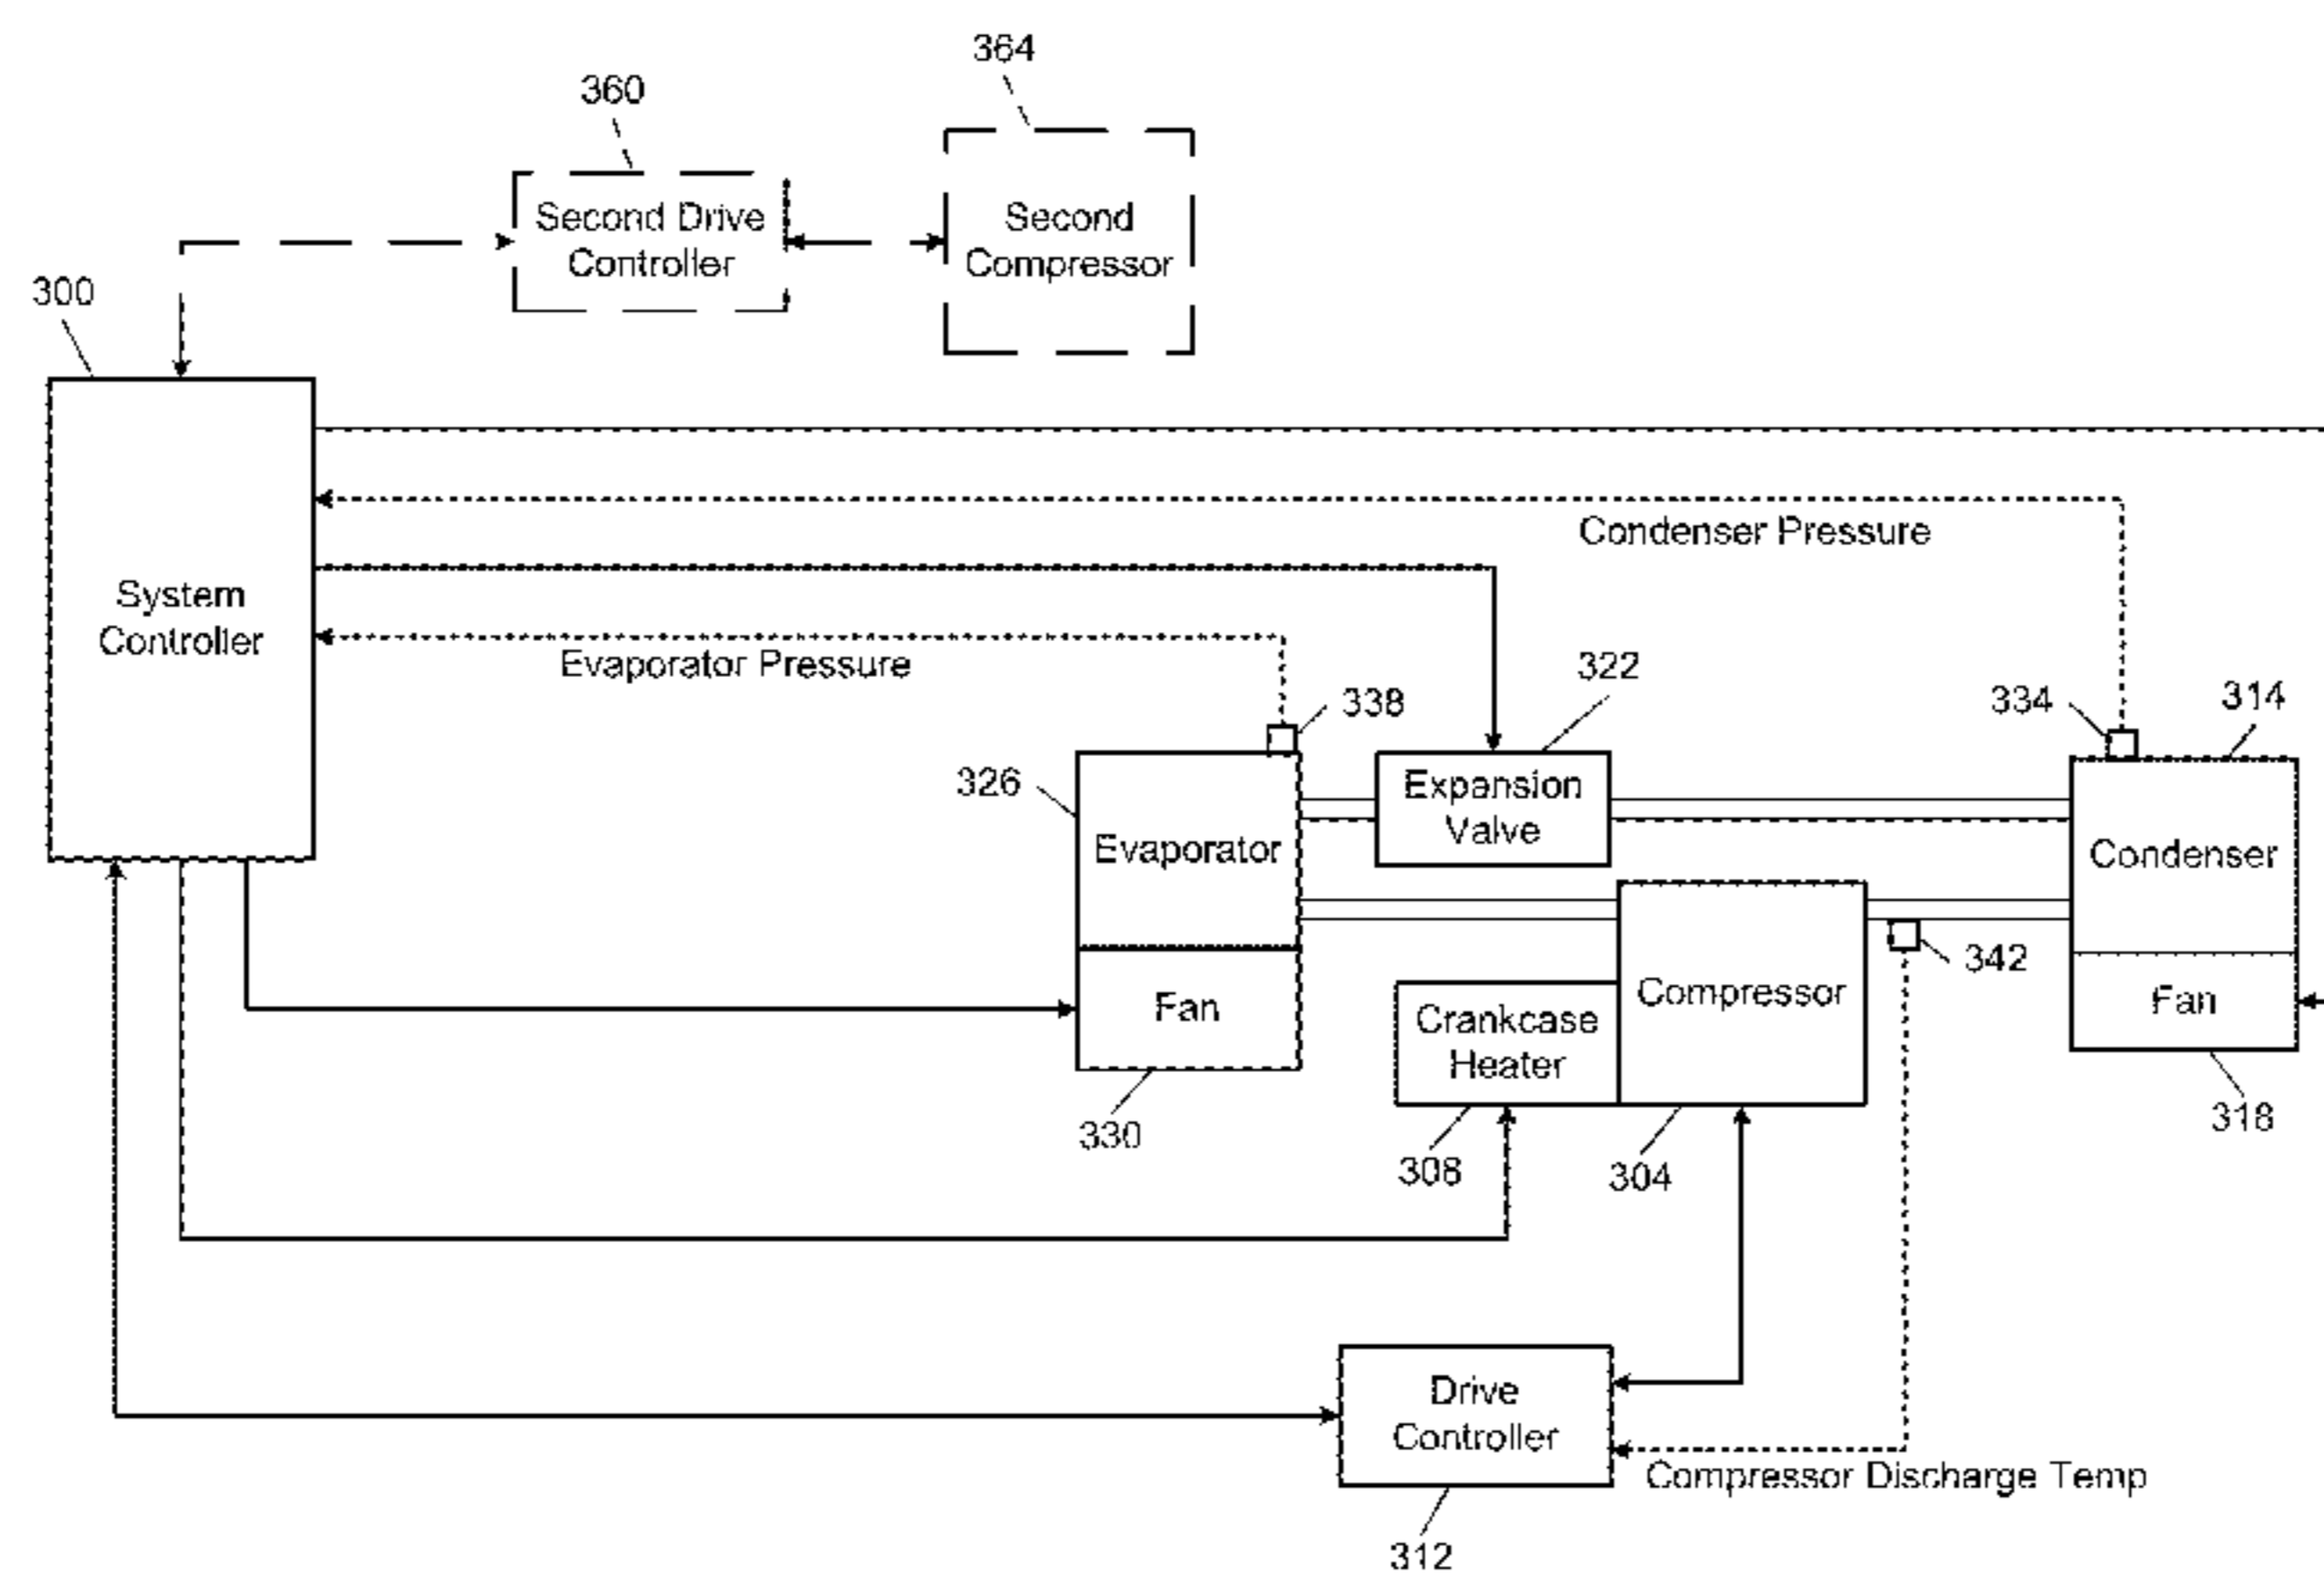 364
360
Second Drive
Controller
Second
Compressor
300
Condenser Pressure
System
Controller
Evaporator Pressure
322
338
334
314
326
Expansion
Valve
Evaporator
Condenser
342
Compressor
Fan
Fan
Crankcase
Heater
330
308
304
318
Drive
Controller
Compressor Discharge Temp
312